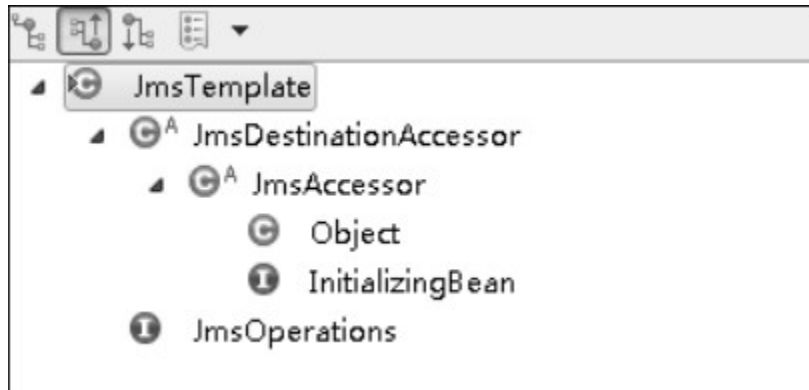 JmsTemplate
A JmsDestinationAccessor
A JmsAccessor
Object
InitializingBean
JmsOperations